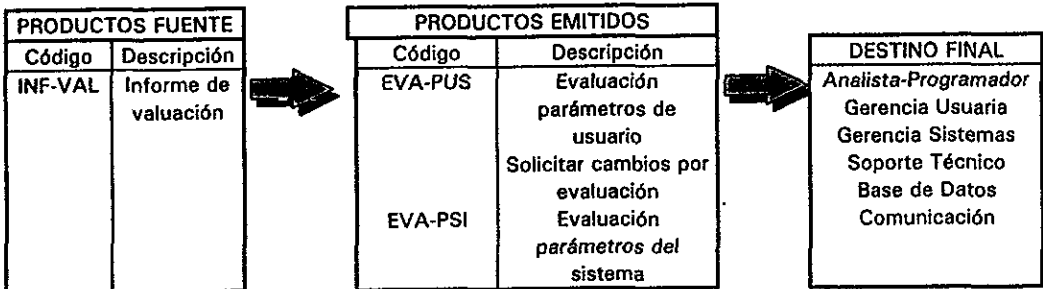 PRODUCTOS FUENTE
Código Descripción
INF-VAL Informe de
valuación
PRODUCTOS EMITIDOS
Código Descripción
EVA-PUS Evaluación
parámetros de
usuario
Solicitar cambios por
evaluación
EVA-PSI Evaluación
parámetros del
sistema
DESTINO FINAL
Analista-Programador
Gerencia Usuaria
Gerencia Sistemas
Soporte Técnico
Base de Datos
Comunicación